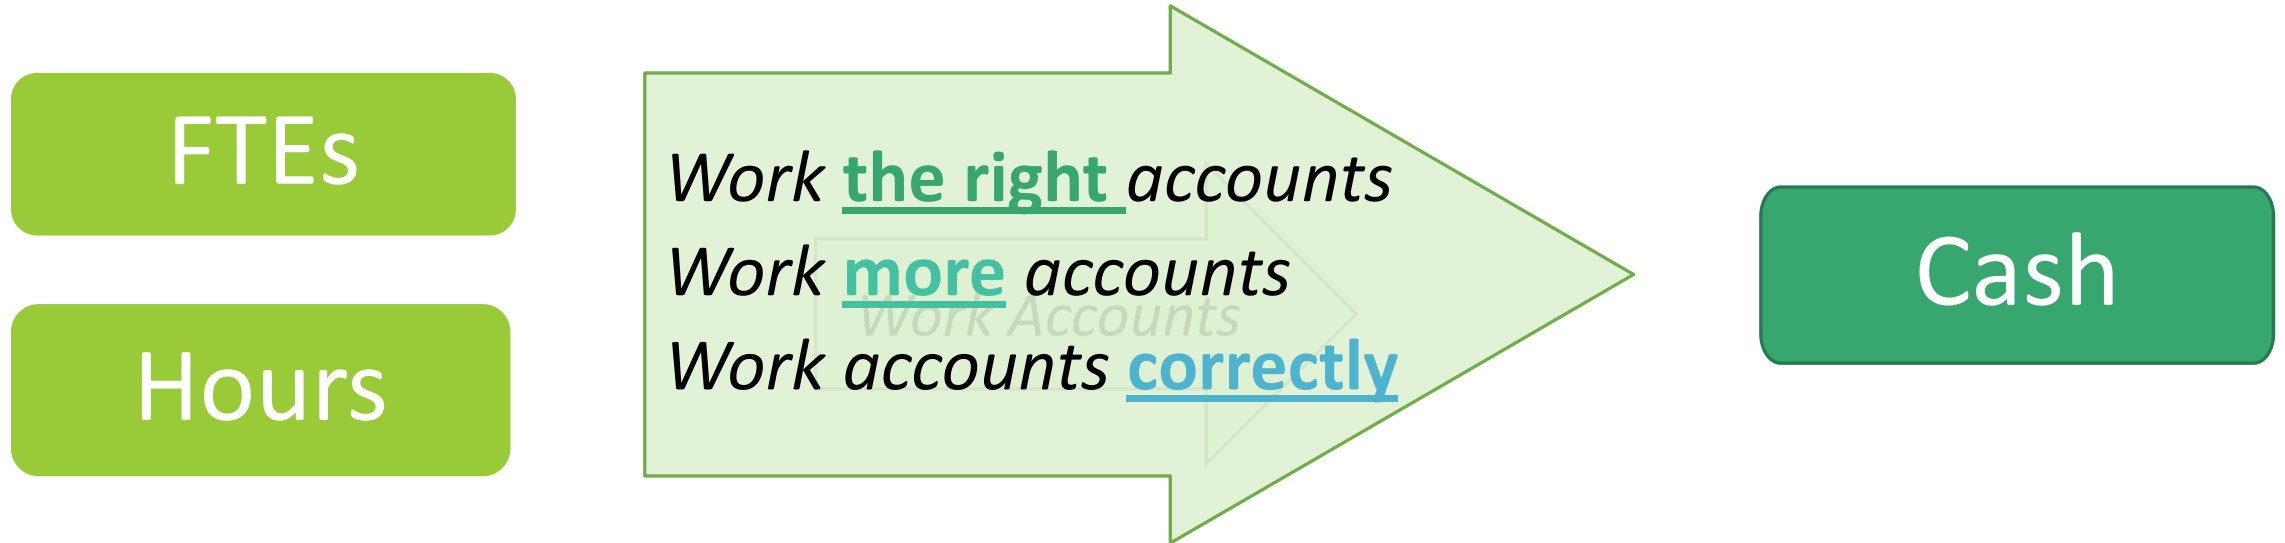 FTEs
Hours
Work the right accounts
Work more accounts
Work Accounts
Work accounts correctly
Cash